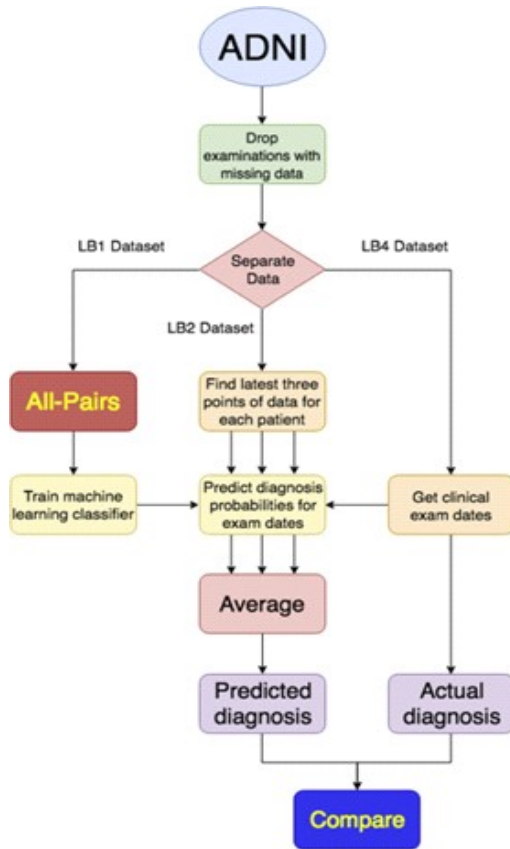 ADNI
Drop
examinations with
missing data
LB1 Dataset
Separate
Data
LB4 Dataset
LB2 Dataset
All-Pairs
Find latest three
points of data for
each patient
Train machine
learning classifier
Predict diagnosis
probabilities for
exam dates
Get clinical
exam dates
Average
Predicted
diagnosis
Actual
diagnosis
Compare